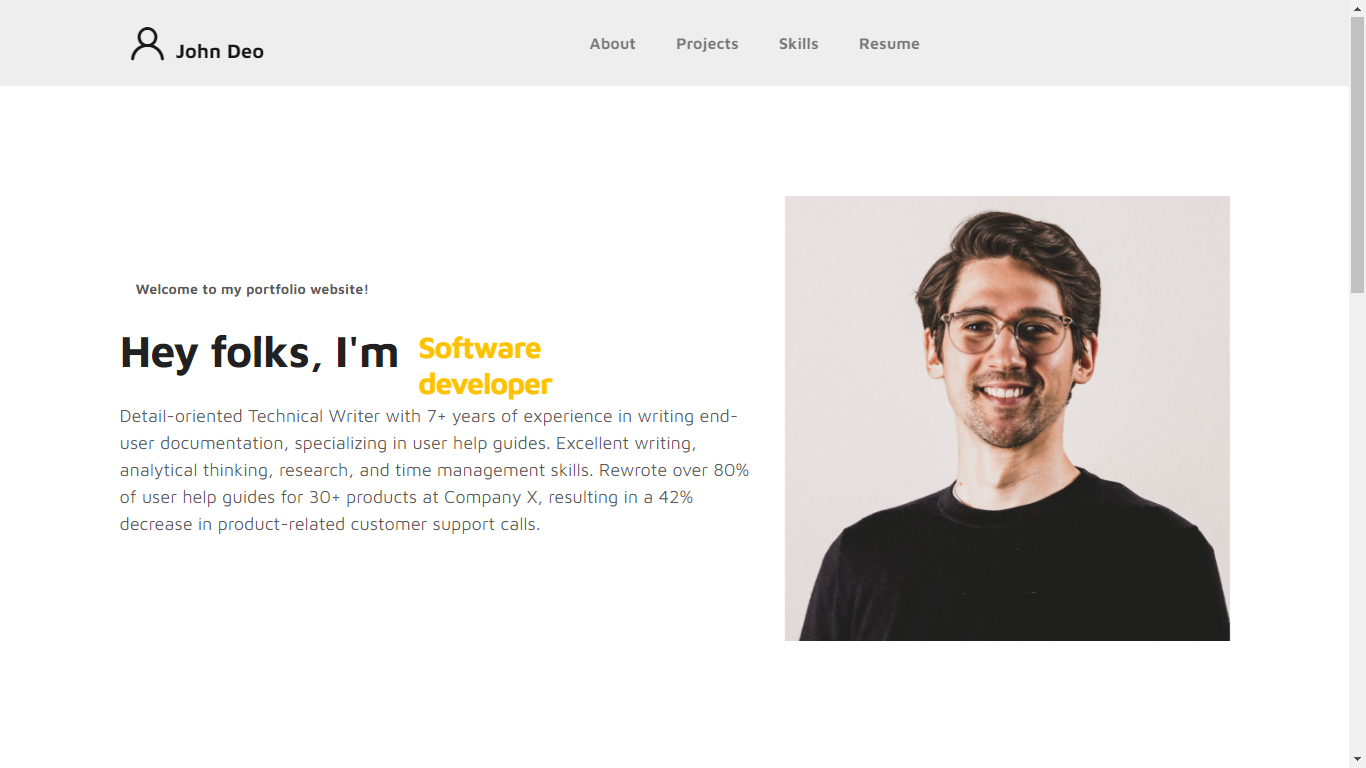 John Deo
About Projects Skills Resume
Welcome to my portfolio website!
Hey folks, I'm Software
developer
Detail-oriented Technical Writer with 7+ years of experience in writing end-
user documentation, specializing in user help guides. Excellent writing,
analytical thinking, research, and time management skills. Rewrote over 80%
of user help guides for 30+ products at Company X, resulting in a 42%
decrease in product-related customer support calls.